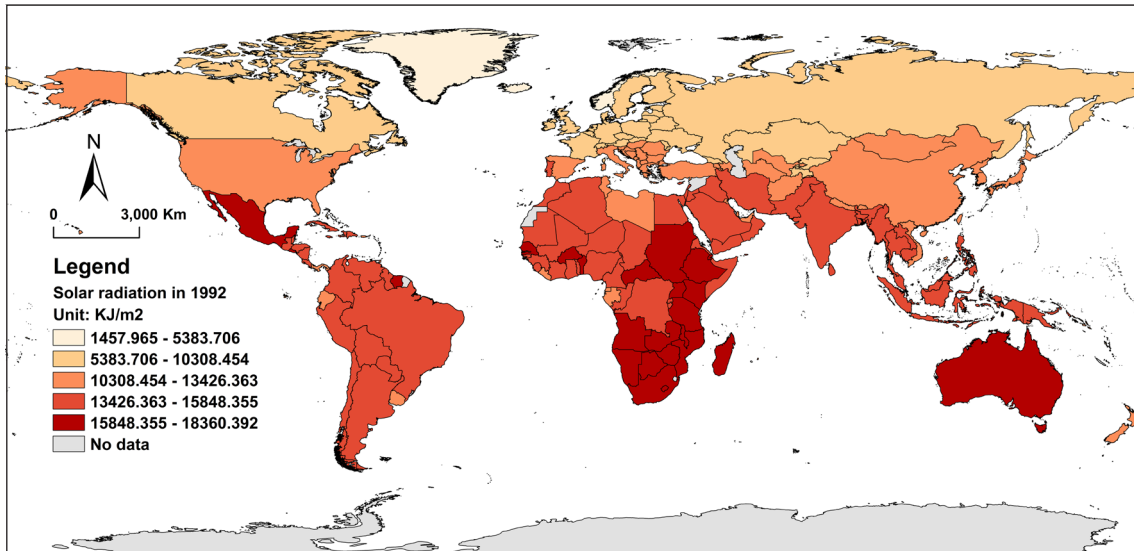 N
0 3,000 Km
Legend
Solar radiation in 1992
Unit: KJ/m2
1457.965 - 5383.706
5383.706 - 10308.454
10308.454 - 13426.363
13426.363 - 15848.355
15848.355 - 18360.392
No data